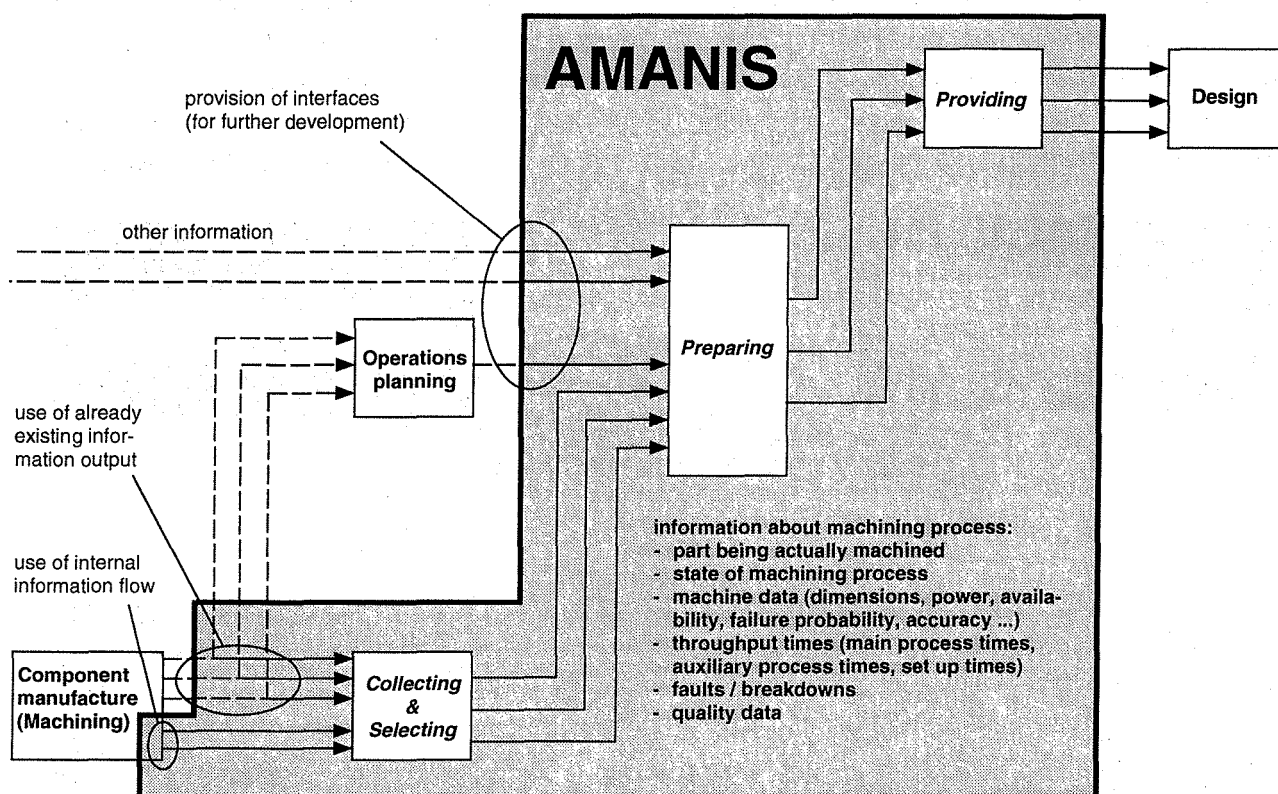 AMANIS
provision of interfaces
(for further development)
Providing
Design
other information
Operations
planning
Preparing
use of already
existing infor-
mation output
use of internal
information flow
Component
manufacture
(Machining)
Collecting
&
Selecting
information about machining process:
- part being actually machined
- state of machining process
- machine data (dimensions, power, availa-
bility, failure probability, accuracy ...)
- throughput times (main process times,
auxiliary process times, set up times)
- faults / breakdowns
- quality data